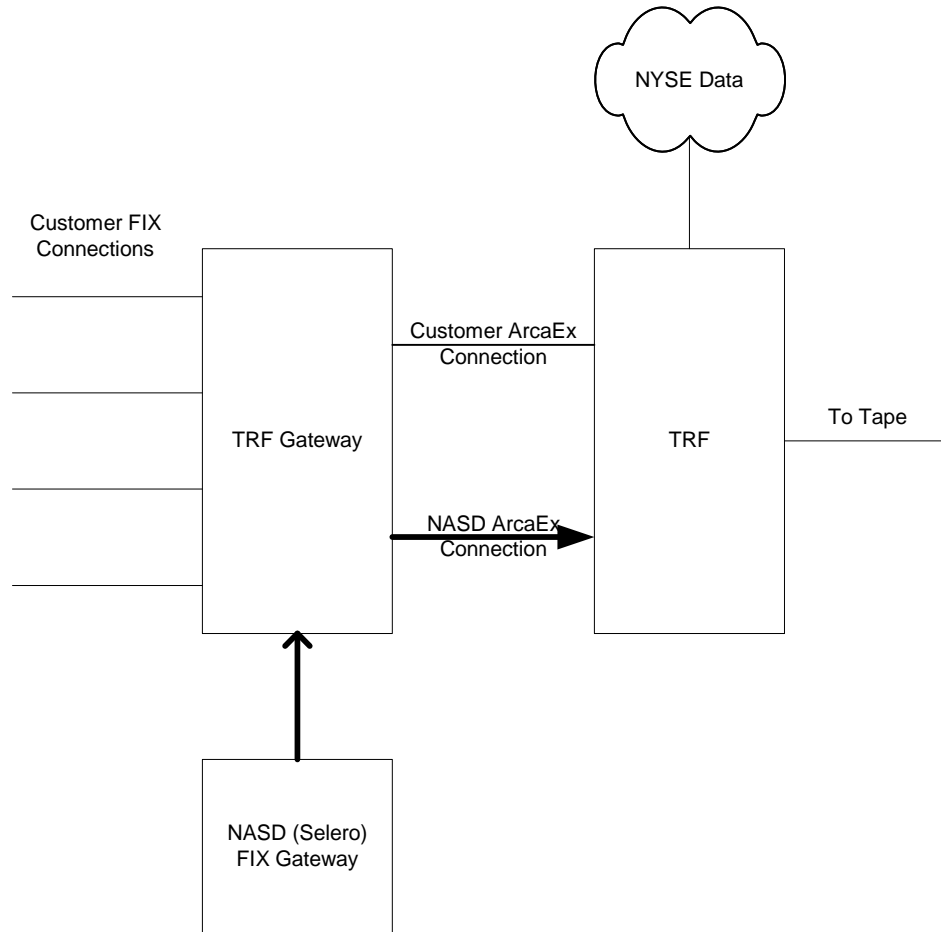 NYSE Data
Customer FIX
Connections
Customer ArcaEx
Connection
TRF Gateway
TRF
To Tape
NASD ArcaEx
Connection
NASD (Selero)
FIX Gateway